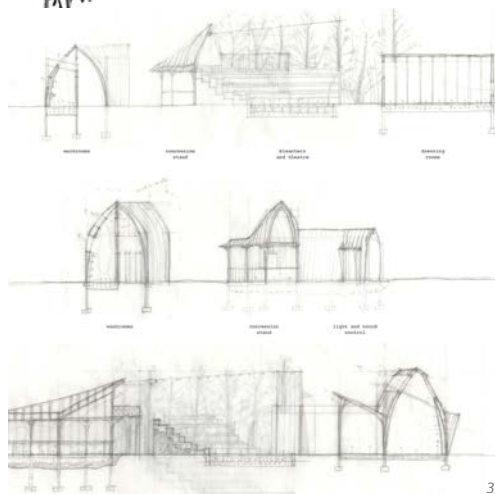 washrooms
concession
stand
bleachers
and theatre
dressing
rooms
washrooms
concession
stand
light and sound
control
3